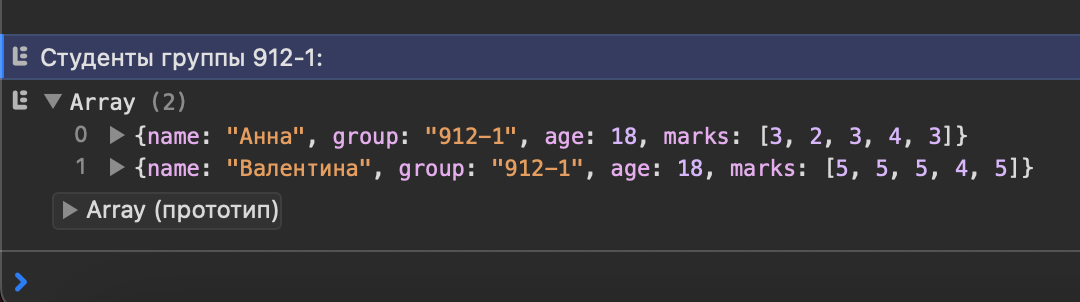 Студенты группы 912-1:
Array (2)
0 {name: "Анна", group: "912-1", age: 18, marks: [3, 2, 3, 4, 3]}
1 {name: "Валентина", group: "912-1", age: 18, marks: [5, 5, 5, 4, 5]}
Array (прототип)